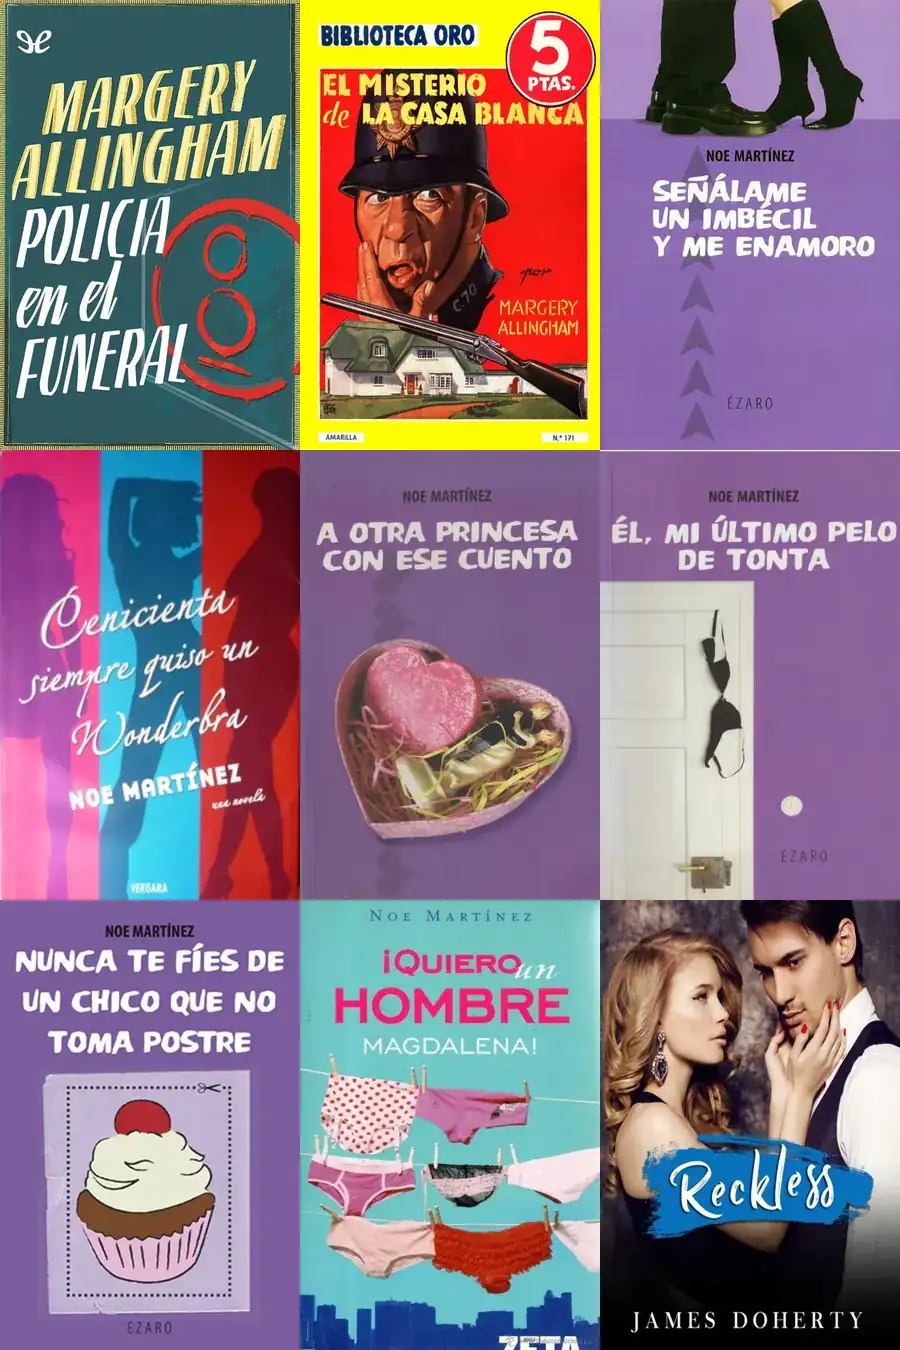 MARGERY
ALLINGHAM
POLICIA
en el
FUNERAL
BIBLIOTECA ORO
5
PTAS.
EL MISTERIO
de LA CASA BLANCA
por
MARGERY
ALLINGHAM
C.70
AMARILLA
N.º 171
NOE MARTÍNEZ
SEÑÁLAME
UN IMBÉCIL
Y ME ENAMORO
ÉZARO
Cenicienta
siempre quiso un
Wonderbra
NOE MARTÍNEZ
una novela
VERGARA
NOE MARTÍNEZ
A OTRA PRINCESA
CON ESE CUENTO
NOE MARTÍNEZ
ÉL, MI ÚLTIMO PELO
DE TONTA
ÉZARO
NOE MARTÍNEZ
NUNCA TE FÍES DE
UN CHICO QUE NO
TOMA POSTRE
ÉZARO
NOE MARTÍNEZ
¡QUIERO un
HOMBRE
MAGDALENA!
ZETA
Reckless
JAMES DOHERTY